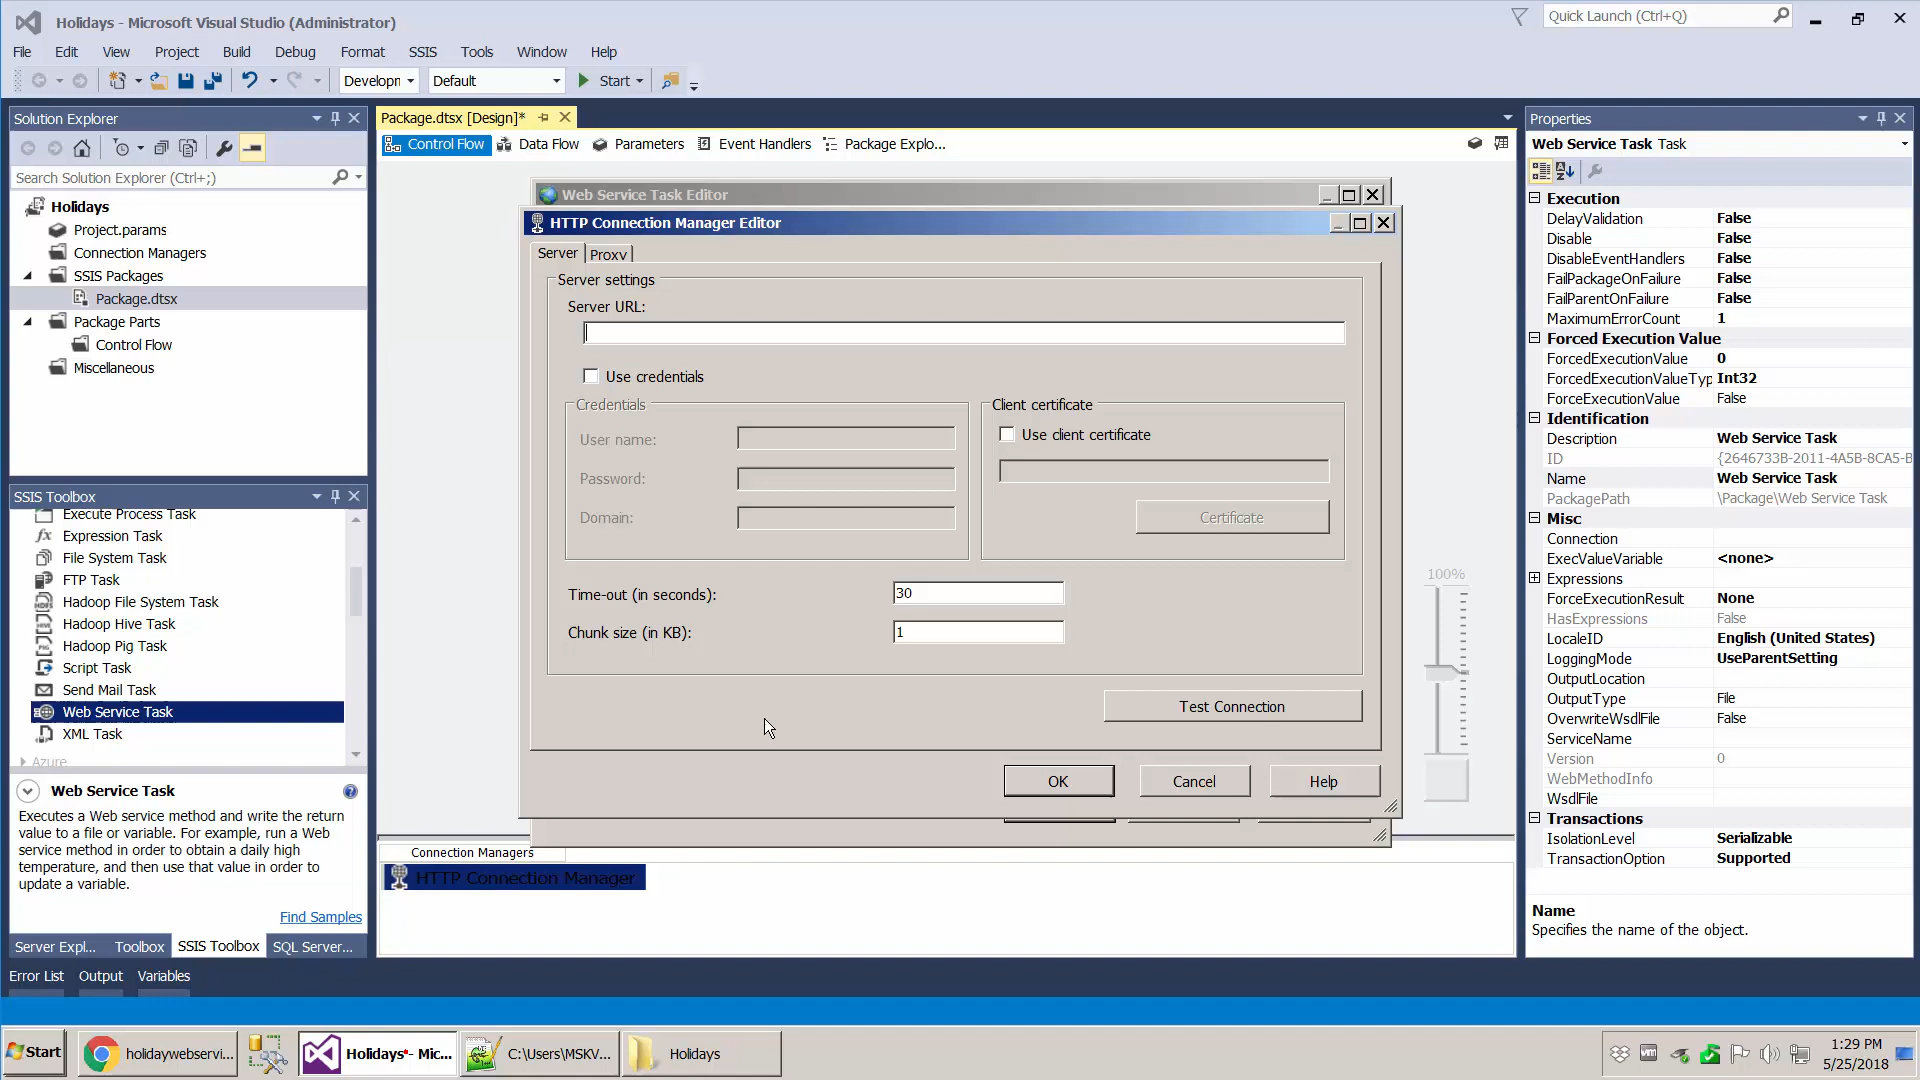 Holidays - Microsoft Visual Studio (Administrator)
Quick Launch (Ctrl+Q)
File Edit View Project Build Debug Format SSIS Tools Window Help
Developn Default Start
Solution Explorer
Search Solution Explorer (Ctrl+;)
Holidays
Project.params
Connection Managers
SSIS Packages
Package.dtsx
Package Parts
Control Flow
Miscellaneous
SSIS Toolbox
Execute Process Task
Expression Task
File System Task
FTP Task
Hadoop File System Task
Hadoop Hive Task
Hadoop Pig Task
Script Task
Send Mail Task
Web Service Task
XML Task
Azure
Web Service Task
Executes a Web service method and write the return
value to a file or variable. For example, run a Web
service method in order to obtain a daily high
temperature, and then use that value in order to
update a variable.
Find Samples
Server Expl... Toolbox SSIS Toolbox SQL Server...
Error List Output Variables
Package.dtsx [Design]*
Control Flow Data Flow Parameters Event Handlers Package Explo...
Web Service Task Editor
HTTP Connection Manager Editor
Server Proxy
Server settings
Server URL:
Use credentials
Credentials
User name:
Password:
Domain:
Client certificate
Use client certificate
Certificate
Time-out (in seconds): 30
Chunk size (in KB): 1
Test Connection
OK Cancel Help
100%
Connection Managers
HTTP Connection Manager
Properties
Web Service Task Task
Execution
DelayValidation False
Disable False
DisableEventHandlers False
FailPackageOnFailure False
FailParentOnFailure False
MaximumErrorCount 1
Forced Execution Value
ForcedExecutionValue 0
ForcedExecutionValueTyp Int32
ForceExecutionValue False
Identification
Description Web Service Task
ID {2646733B-2011-4A5B-8CA5-B
Name Web Service Task
PackagePath \Package\Web Service Task
Misc
Connection
ExecValueVariable <none>
Expressions
ForceExecutionResult None
HasExpressions False
LocaleID English (United States)
LoggingMode UseParentSetting
OutputLocation
OutputType File
OverwriteWsdlFile False
ServiceName
Version 0
WebMethodInfo
WsdlFile
Transactions
IsolationLevel Serializable
TransactionOption Supported
Name
Specifies the name of the object.
Start holidaywebservi... Holidays* - Mic... C:\Users\MSKV... Holidays
1:29 PM
5/25/2018